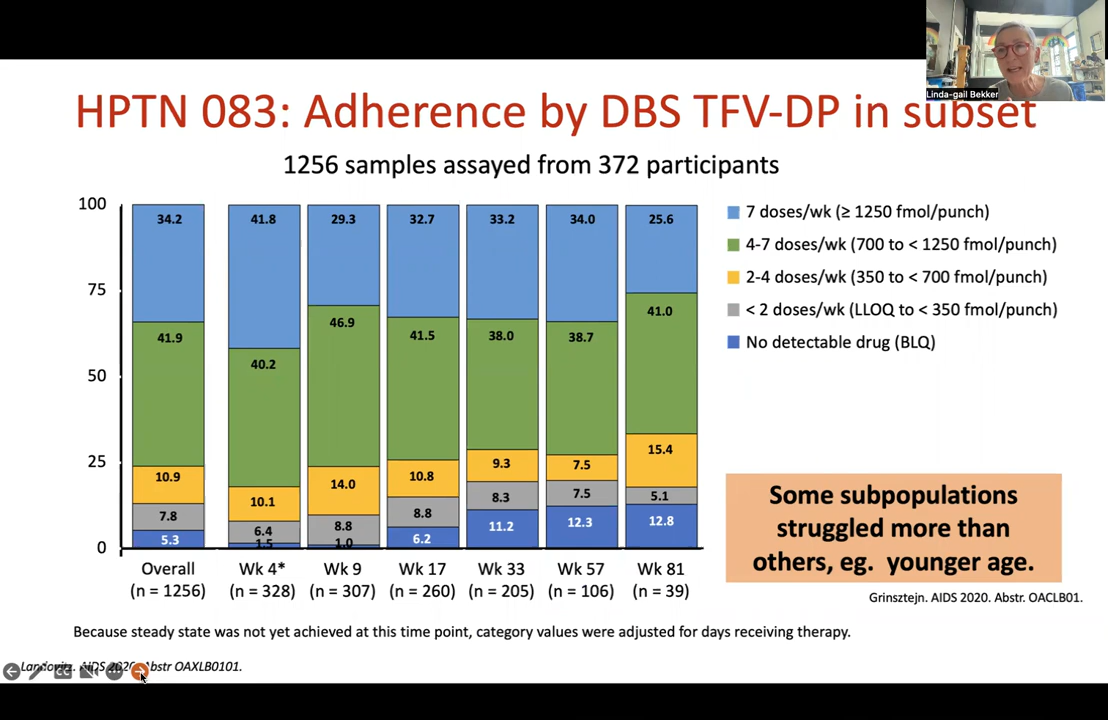 Linda-gail Bekker
HPTN 083: Adherence by DBS TFV-DP in subset
1256 samples assayed from 372 participants
100
75
50
25
0
34.2
41.9
10.9
7.8
5.3
41.8
40.2
10.1
6.4
1.5
29.3
46.9
14.0
8.8
1.0
32.7
41.5
10.8
8.8
6.2
33.2
38.0
9.3
8.3
11.2
34.0
38.7
7.5
7.5
12.3
25.6
41.0
15.4
5.1
12.8
Overall
(n = 1256)
Wk 4*
(n = 328)
Wk 9
(n = 307)
Wk 17
(n = 260)
Wk 33
(n = 205)
Wk 57
(n = 106)
Wk 81
(n = 39)
7 doses/wk (≥ 1250 fmol/punch)
4-7 doses/wk (700 to < 1250 fmol/punch)
2-4 doses/wk (350 to < 700 fmol/punch)
< 2 doses/wk (LLOQ to < 350 fmol/punch)
No detectable drug (BLQ)
Some subpopulations
struggled more than
others, eg. younger age.
Grinsztejn. AIDS 2020. Abstr. OACLB01.
Because steady state was not yet achieved at this time point, category values were adjusted for days receiving therapy.
Landovitz. AIDS 2020. Abstr OAXLB0101.
CC